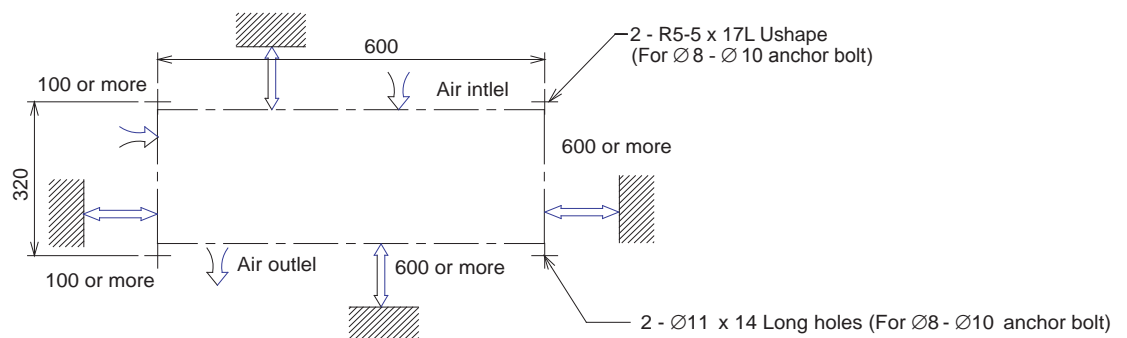 600
2 - R5-5 x 17L Ushape
(For ∅8 - ∅10 anchor bolt)
100 or more
Air intlel
600 or more
320
Air outlel
600 or more
100 or more
2 - ∅11 x 14 Long holes (For ∅8 - ∅10 anchor bolt)